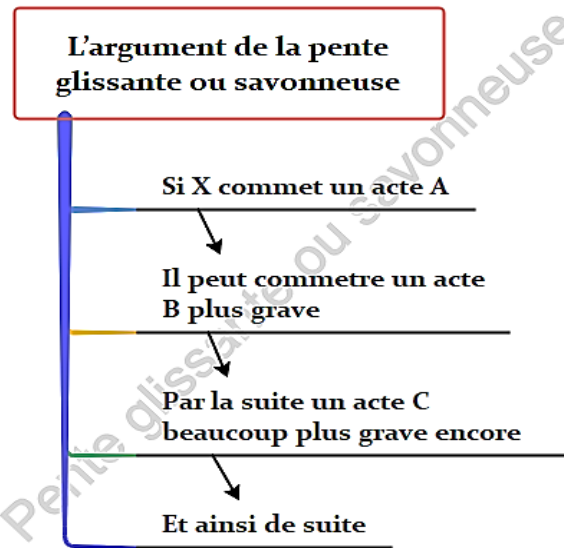 L'argument de la pente
glissante ou savonneuse
Si X commet un acte A
Il peut commetre un acte
B plus grave
Par la suite un acte C
beaucoup plus grave encore
Et ainsi de suite
Pente glissante ou savonneuse